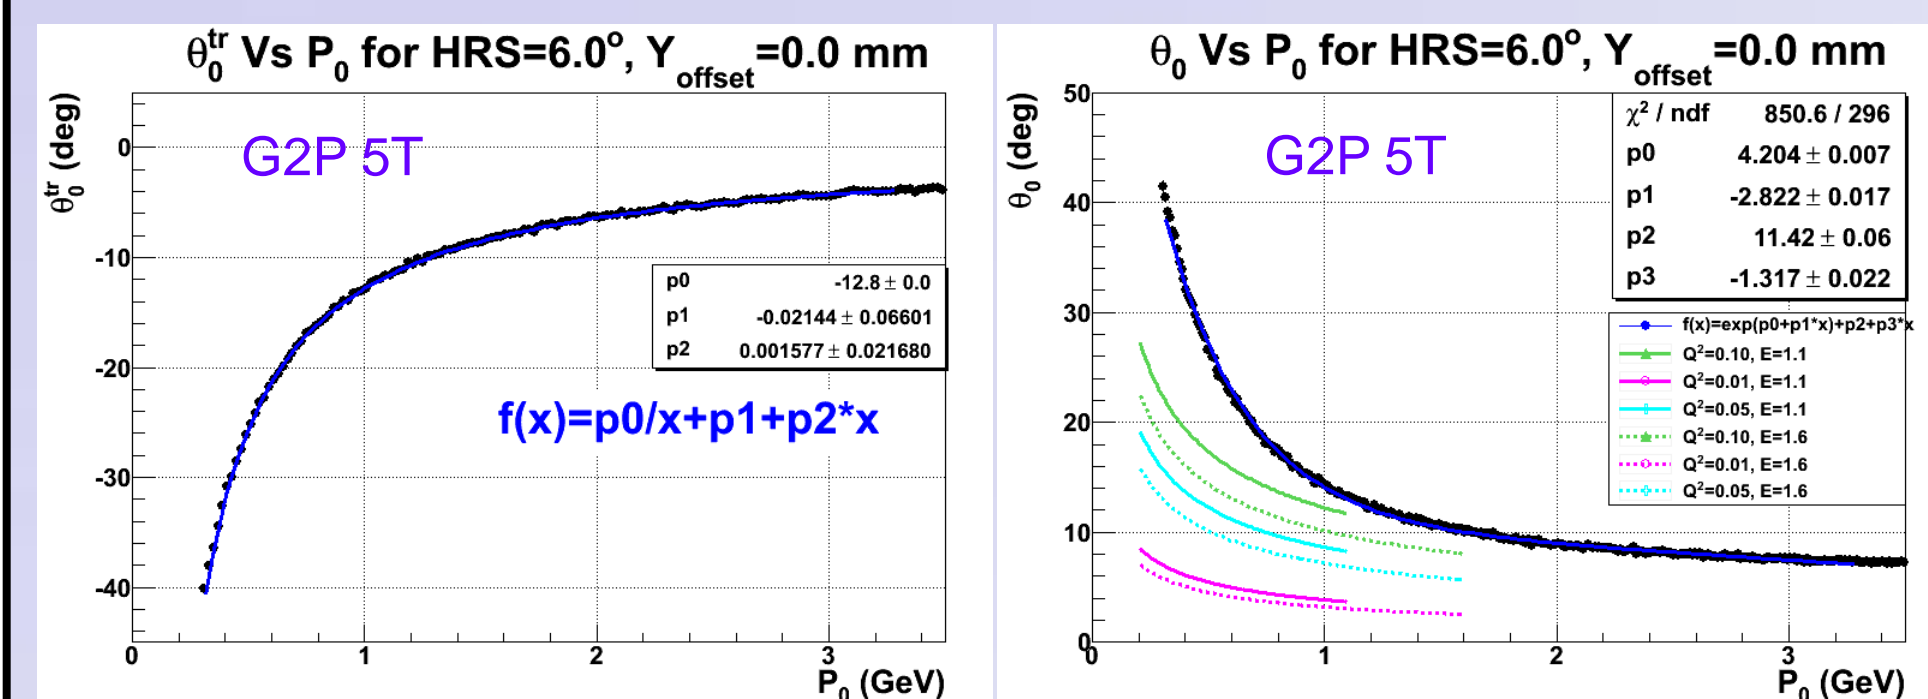 θ₀ᵗʳ Vs P₀ for HRS=6.0°, Y_offset=0.0 mm
G2P 5T
θ₀ᵗʳ (deg)
0
-10
-20
-30
-40
p0 -12.8 ± 0.0
p1 -0.02144 ± 0.06601
p2 0.001577 ± 0.021680
f(x)=p0/x+p1+p2*x
0 1 2 3
P₀ (GeV)
θ₀ Vs P₀ for HRS=6.0°, Y_offset=0.0 mm
G2P 5T
θ₀ (deg)
50
40
30
20
10
0
χ² / ndf 850.6 / 296
p0 4.204 ± 0.007
p1 -2.822 ± 0.017
p2 11.42 ± 0.06
p3 -1.317 ± 0.022
f(x)=exp(p0+p1*x)+p2+p3*x
Q²=0.10, E=1.1
Q²=0.01, E=1.1
Q²=0.05, E=1.1
Q²=0.10, E=1.6
Q²=0.01, E=1.6
Q²=0.05, E=1.6
0 1 2 3
P₀ (GeV)